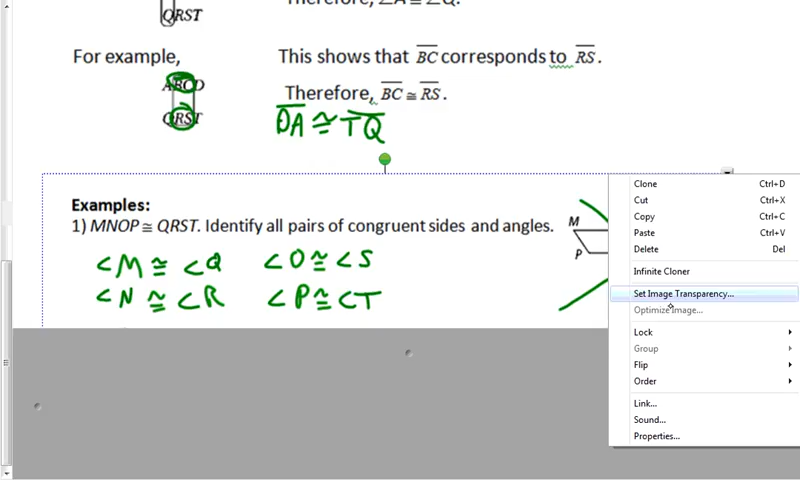 Therefore, ∠A ≅ ∠Q.
QRST
For example, This shows that BC corresponds to RS.
ABCD
Therefore, BC ≅ RS.
QRST
DA ≅ TQ
Examples:
1) MNOP ≅ QRST. Identify all pairs of congruent sides and angles.
M
P
∠M ≅ ∠Q ∠O ≅ ∠S
∠N ≅ ∠R ∠P ≅ ∠T
Clone Ctrl+D
Cut Ctrl+X
Copy Ctrl+C
Paste Ctrl+V
Delete Del
Infinite Cloner
Set Image Transparency...
Optimize Image...
Lock
Group
Flip
Order
Link...
Sound...
Properties...